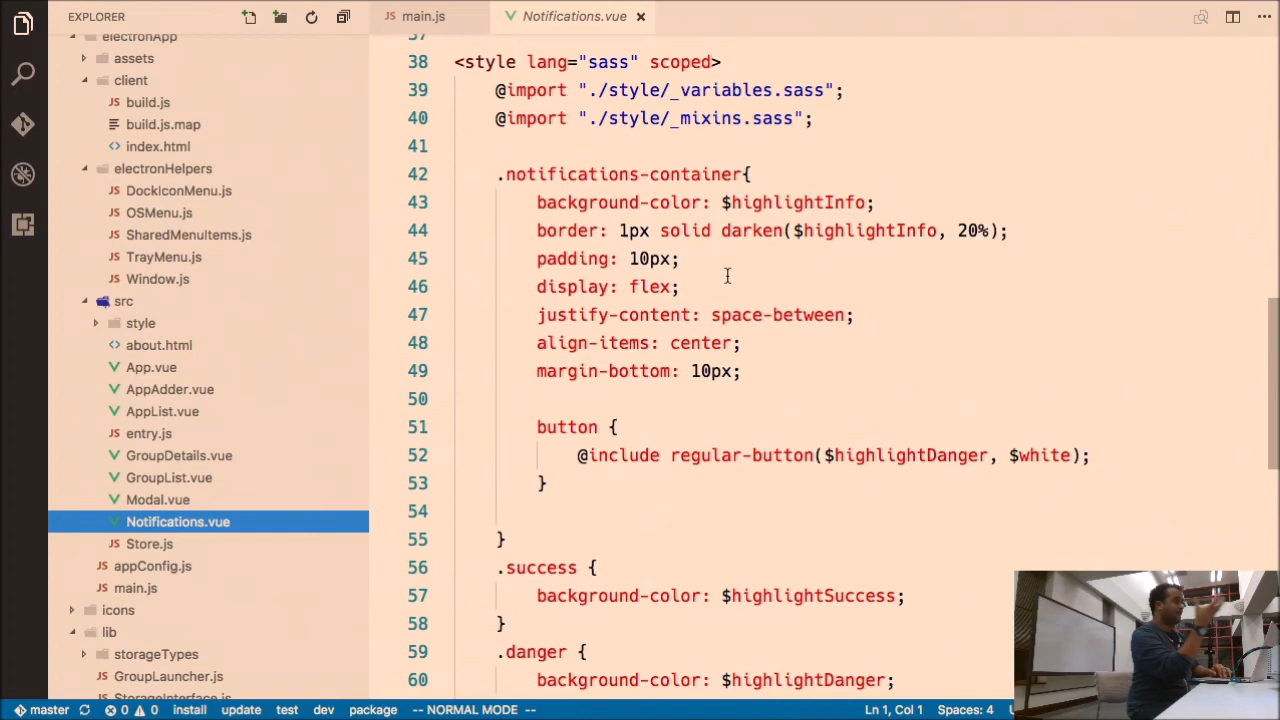 EXPLORER
main.js
Notifications.vue
electronApp
assets
client
build.js
build.js.map
index.html
electronHelpers
DockIconMenu.js
OSMenu.js
SharedMenuItems.js
TrayMenu.js
Window.js
src
style
about.html
App.vue
AppAdder.vue
AppList.vue
entry.js
GroupDetails.vue
GroupList.vue
Modal.vue
Notifications.vue
Store.js
appConfig.js
main.js
icons
lib
storageTypes
GroupLauncher.js
StorageInterface.js
37
38 <style lang="sass" scoped>
39 @import "./style/_variables.sass";
40 @import "./style/_mixins.sass";
41
42 .notifications-container{
43 background-color: $highlightInfo;
44 border: 1px solid darken($highlightInfo, 20%);
45 padding: 10px;
46 display: flex;
47 justify-content: space-between;
48 align-items: center;
49 margin-bottom: 10px;
50
51 button {
52 @include regular-button($highlightDanger, $white);
53 }
54
55 }
56 .success {
57 background-color: $highlightSuccess;
58 }
59 .danger {
60 background-color: $highlightDanger;
master 0 0 install update test dev package -- NORMAL MODE -- Ln 1, Col 1 Spaces: 4